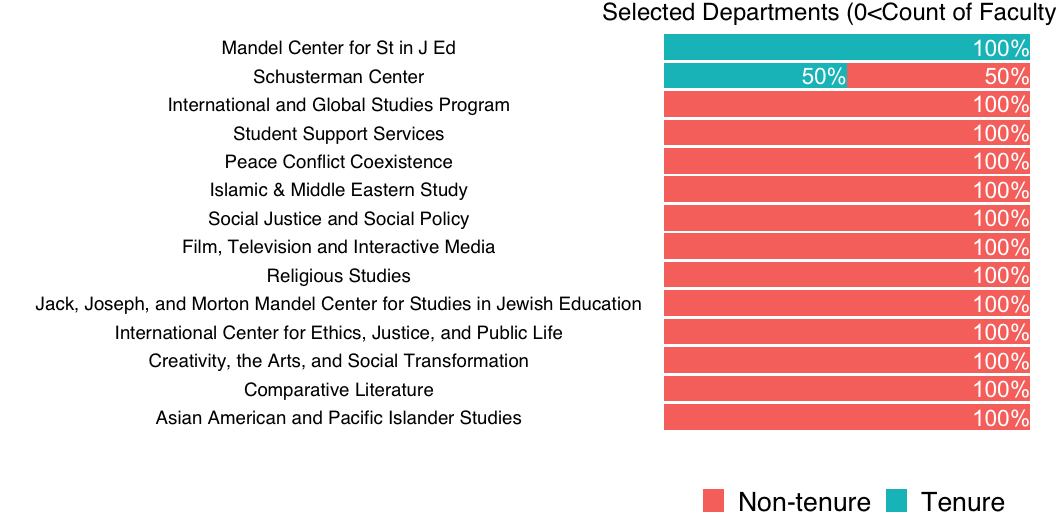 Selected Departments (0<Count of Faculty
Mandel Center for St in J Ed 100%
Schusterman Center 50% 50%
International and Global Studies Program 100%
Student Support Services 100%
Peace Conflict Coexistence 100%
Islamic & Middle Eastern Study 100%
Social Justice and Social Policy 100%
Film, Television and Interactive Media 100%
Religious Studies 100%
Jack, Joseph, and Morton Mandel Center for Studies in Jewish Education 100%
International Center for Ethics, Justice, and Public Life 100%
Creativity, the Arts, and Social Transformation 100%
Comparative Literature 100%
Asian American and Pacific Islander Studies 100%
Non-tenure Tenure